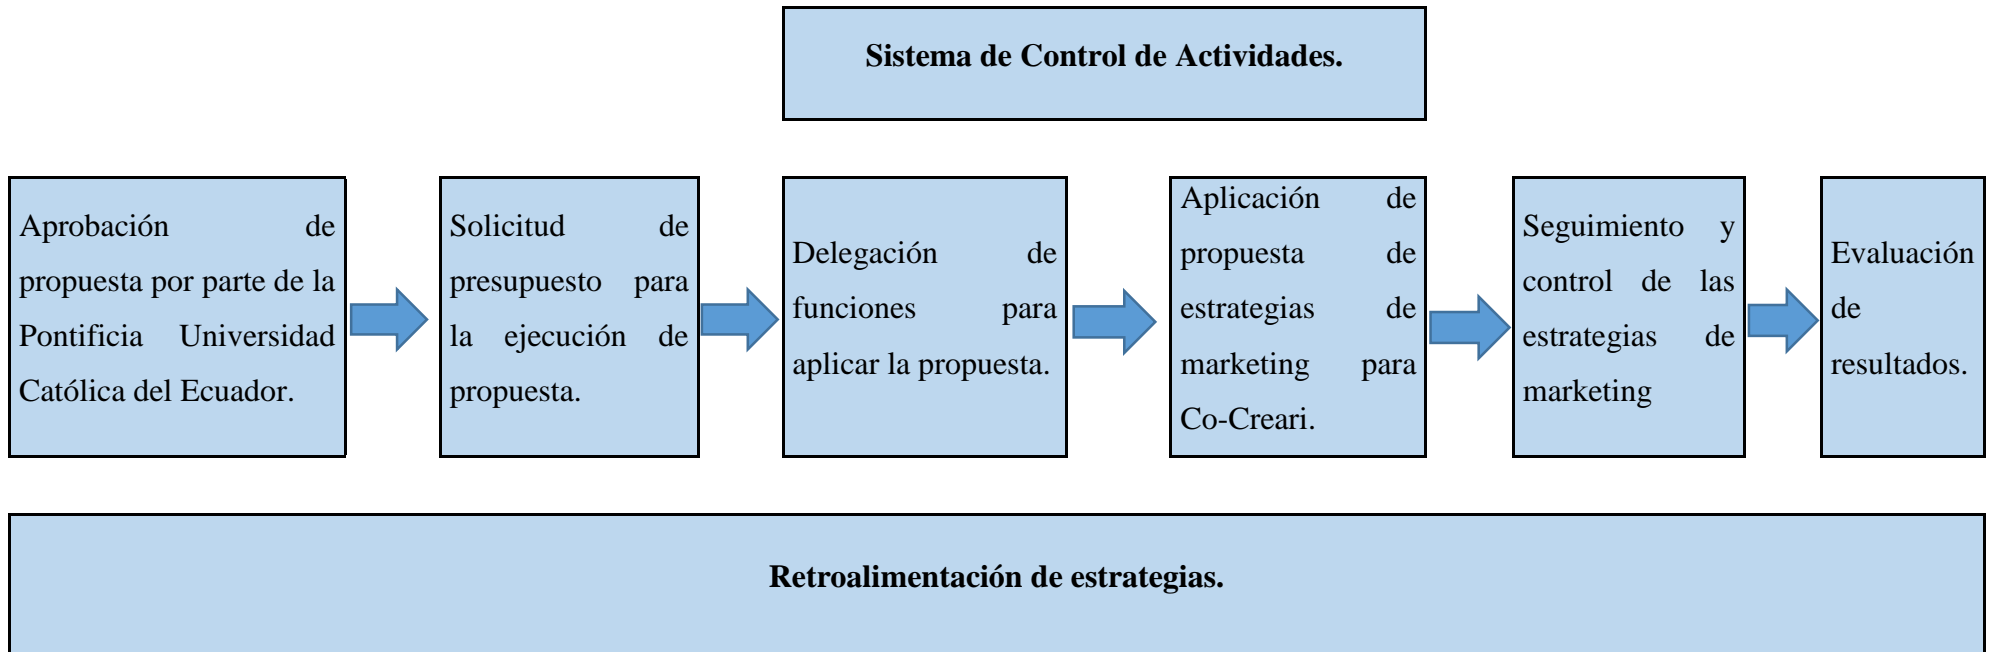 Sistema de Control de Actividades.
Aprobación de
propuesta por parte de la
Pontificia Universidad
Católica del Ecuador.
Solicitud de
presupuesto para
la ejecución de
propuesta.
Delegación de
funciones para
aplicar la propuesta.
Aplicación de
propuesta de
estrategias de
marketing para
Co-Creari.
Seguimiento y
control de las
estrategias de
marketing
Evaluación
de
resultados.
Retroalimentación de estrategias.